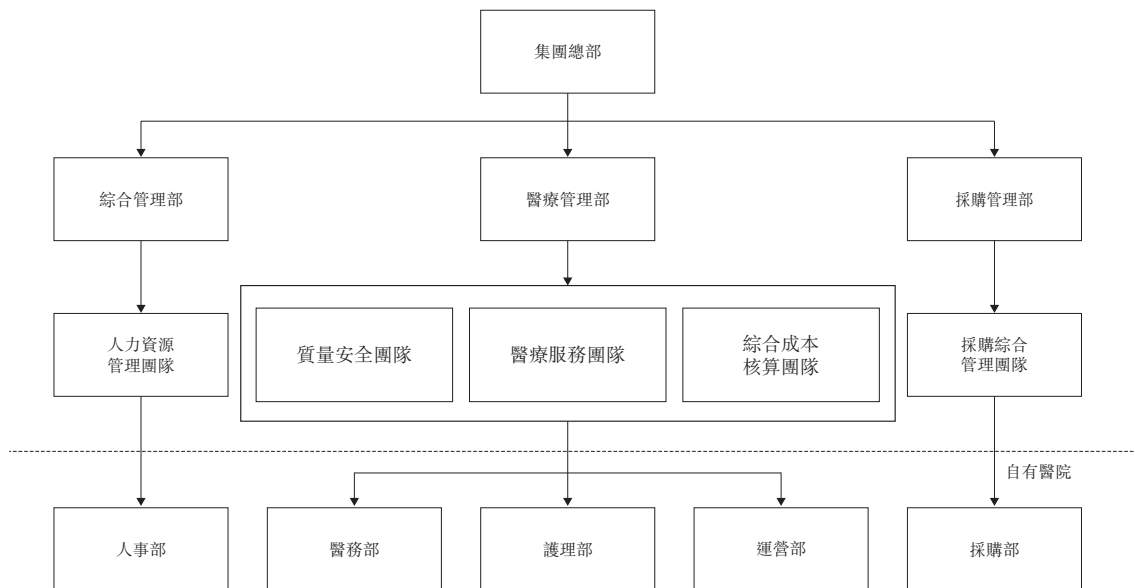 集團總部
綜合管理部
醫療管理部
採購管理部
人力資源
管理團隊
質量安全團隊
醫療服務團隊
綜合成本
核算團隊
採購綜合
管理團隊
自有醫院
人事部
醫務部
護理部
運營部
採購部